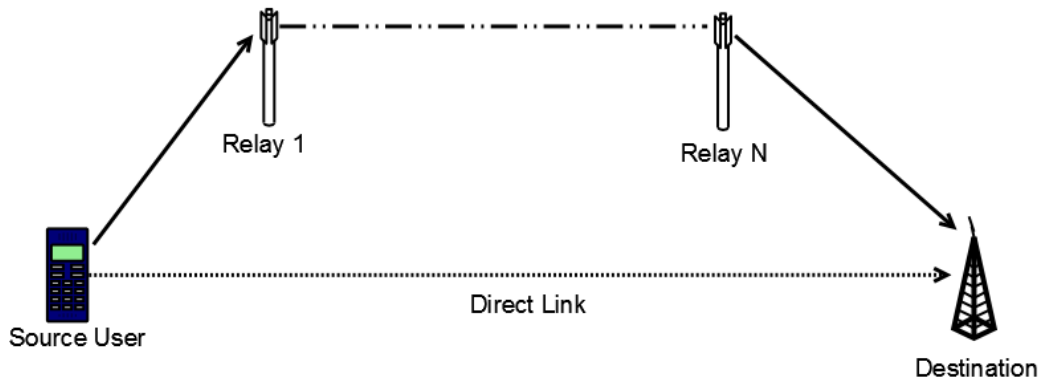 Relay 1
Relay N
Direct Link
Source User
Destination